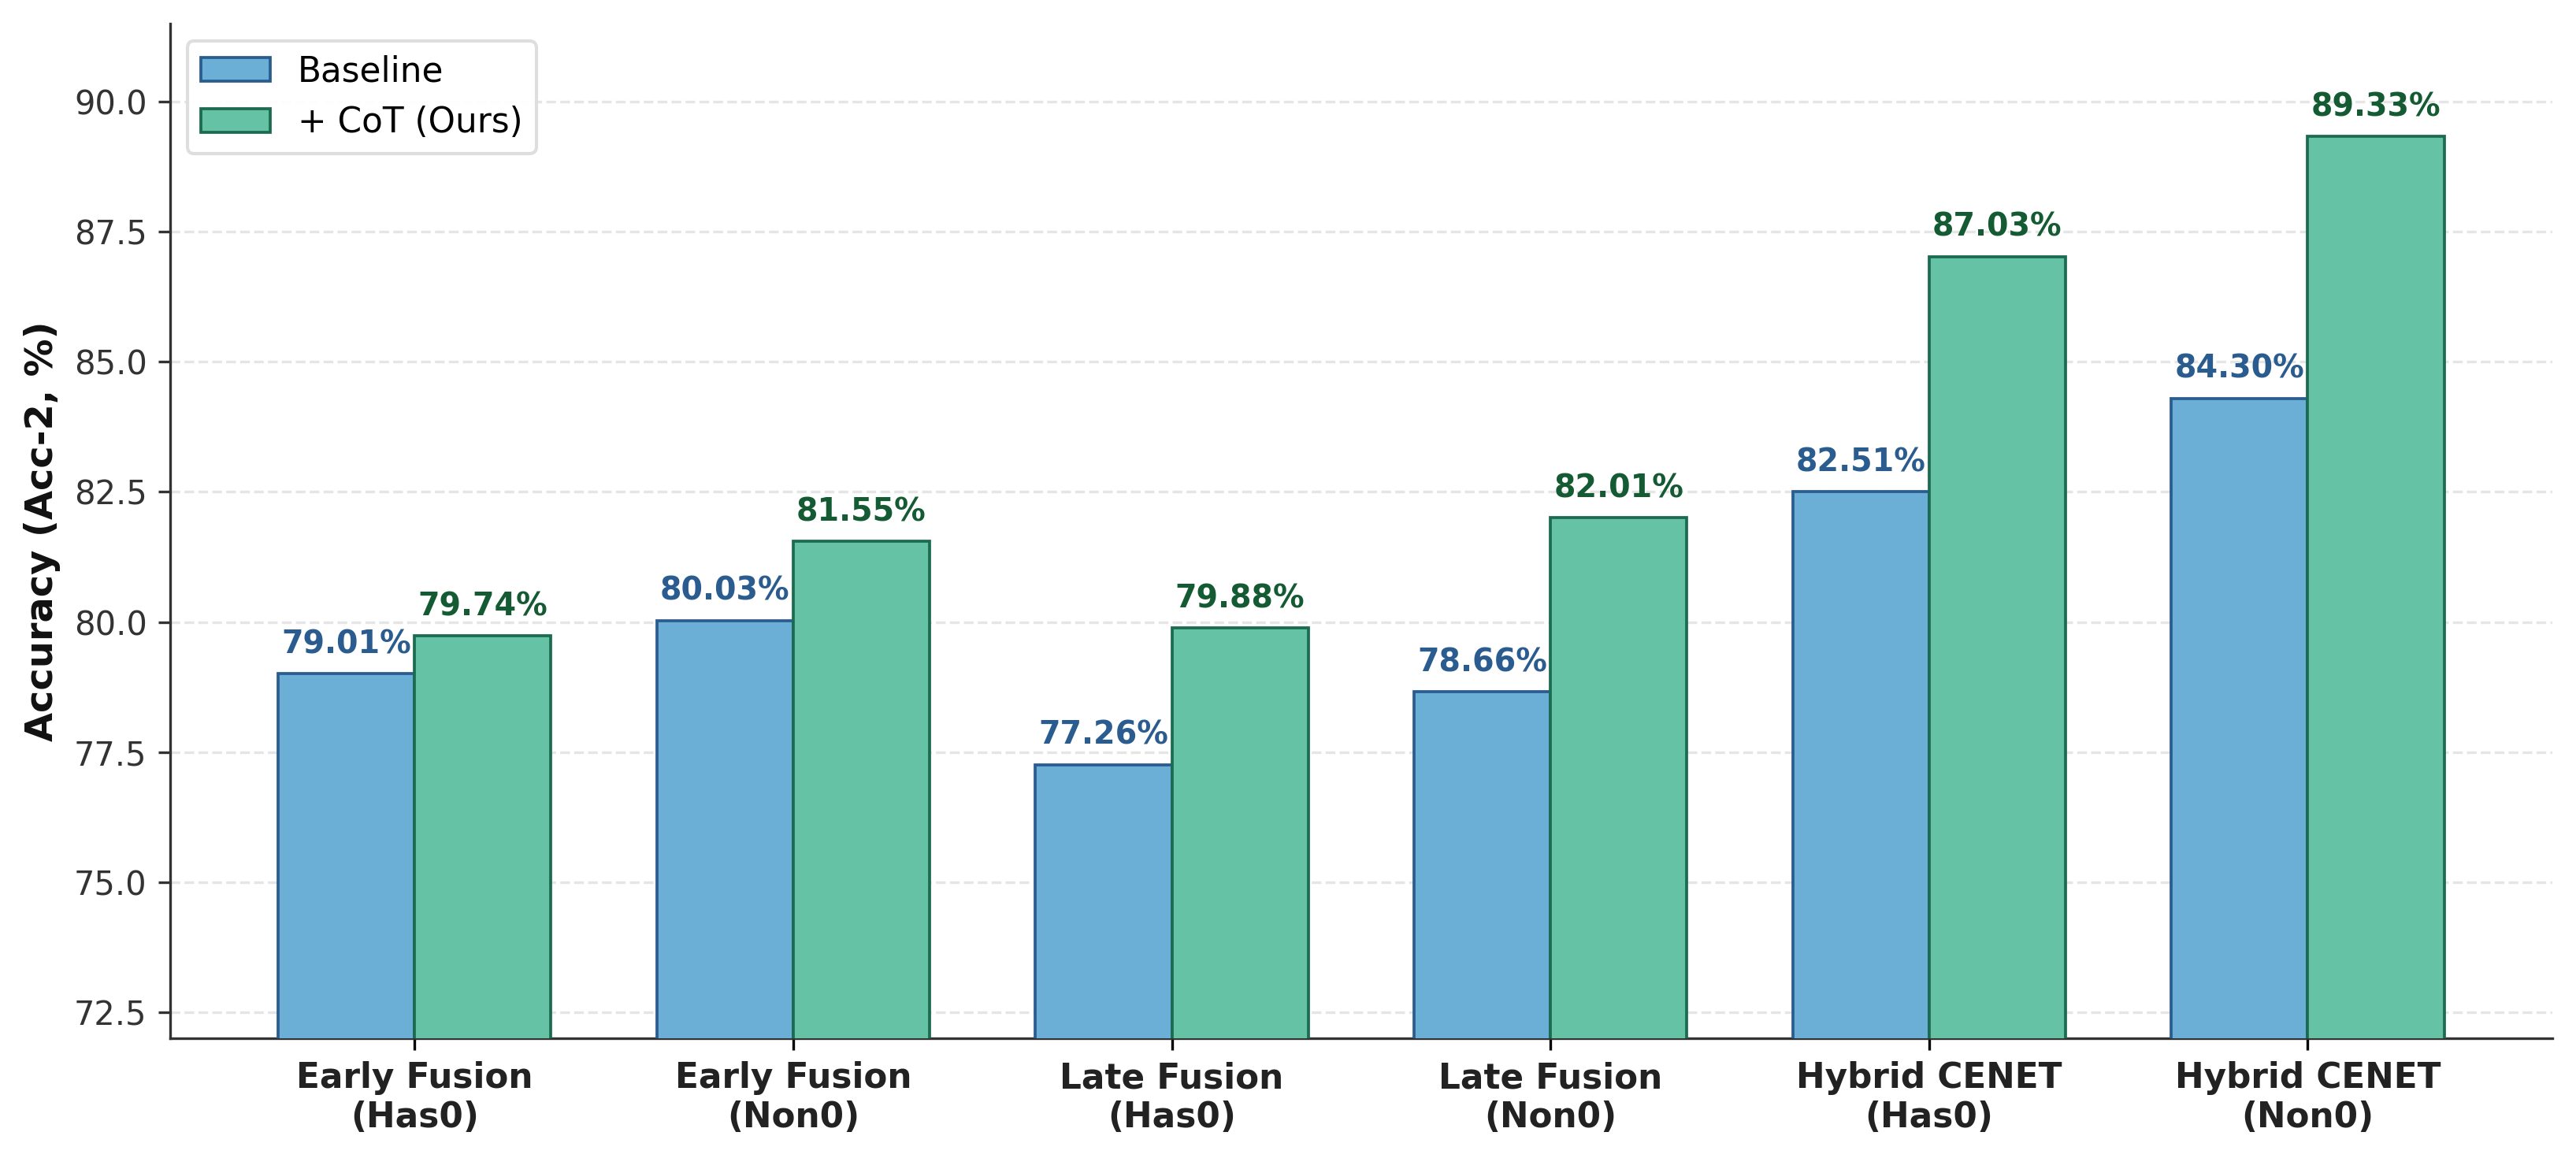 Baseline
+ CoT (Ours)
Accuracy (Acc-2, %)
90.0
87.5
85.0
82.5
80.0
77.5
75.0
72.5
79.01%
79.74%
80.03%
81.55%
77.26%
79.88%
78.66%
82.01%
82.51%
87.03%
84.30%
89.33%
Early Fusion
(Has0)
Early Fusion
(Non0)
Late Fusion
(Has0)
Late Fusion
(Non0)
Hybrid CENET
(Has0)
Hybrid CENET
(Non0)